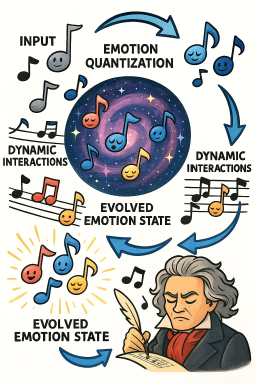 INPUT
EMOTION
QUANTIZATION
DYNAMIC
INTERACTIONS
DYNAMIC
INTERACTIONS
EVOLVED
EMOTION STATE
EVOLVED
EMOTION STATE